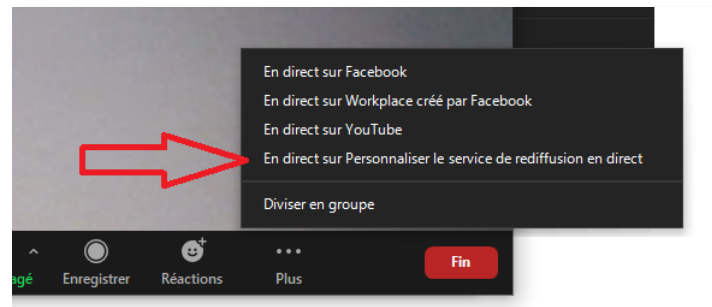 En direct sur Facebook
En direct sur Workplace créé par Facebook
En direct sur YouTube
En direct sur Personnaliser le service de rediffusion en direct
Diviser en groupe
agé Enregistrer Réactions Plus Fin